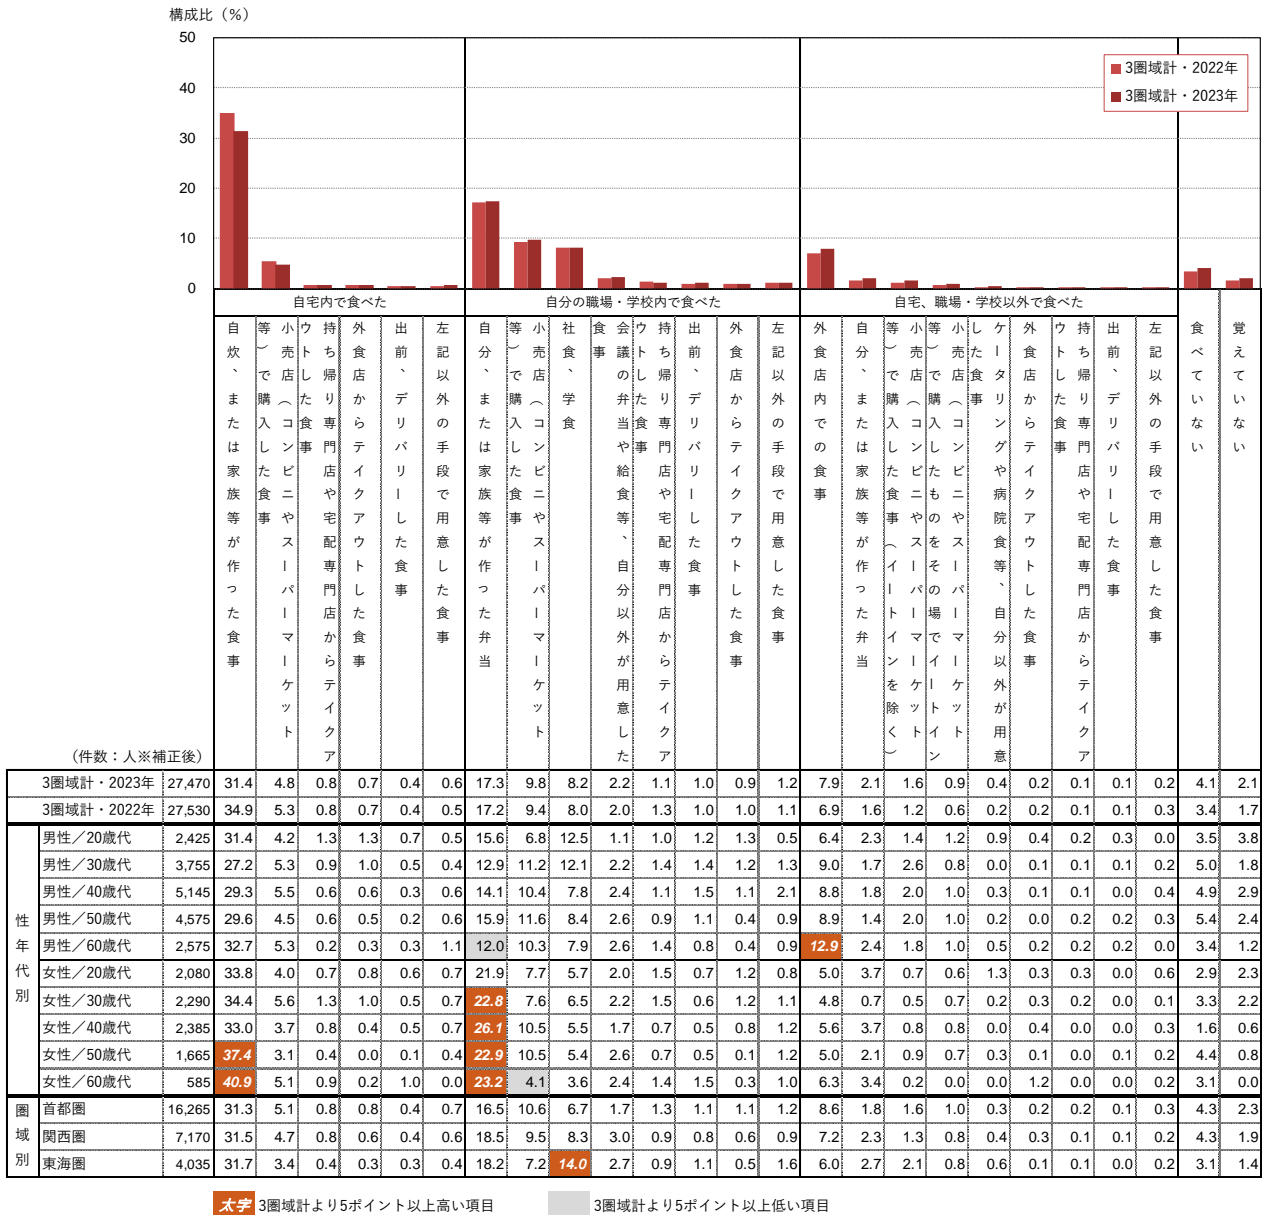 構成比（%）
50
40
30
20
10
0
3圏域計・2022年
3圏域計・2023年
自宅内で食べた
自分の職場・学校内で食べた
自宅、職場・学校以外で食べた
自炊、または家族等が作った食事
小売店（コンビニやスーパーマーケット
等）で購入した食事
持ち帰り専門店や宅配専門店からテイクア
ウトした食事
外食店からテイクアウトした食事
出前、デリバリーした食事
左記以外の手段で用意した食事
自分、または家族等が作った弁当
小売店（コンビニやスーパーマーケット
等）で購入した食事
社食、学食
会議の弁当や給食等、自分以外が用意した
食事
持ち帰り専門店や宅配専門店からテイクア
ウトした食事
出前、デリバリーした食事
外食店からテイクアウトした食事
左記以外の手段で用意した食事
外食店内での食事
自分、または家族等が作った弁当
小売店（コンビニやスーパーマーケット
等）で購入した食事（イートインを除く）
小売店（コンビニやスーパーマーケット
等）で購入したものをその場でイートイン
ケータリングや病院食等、自分以外が用意
した食事
外食店からテイクアウトした食事
持ち帰り専門店や宅配専門店からテイクア
ウトした食事
出前、デリバリーした食事
左記以外の手段で用意した食事
食べていない
覚えていない
（件数：人※補正後）
3圏域計・2023年 27,470 31.4 4.8 0.8 0.7 0.4 0.6 17.3 9.8 8.2 2.2 1.1 1.0 0.9 1.2 7.9 2.1 1.6 0.9 0.4 0.2 0.1 0.1 0.2 4.1 2.1
3圏域計・2022年 27,530 34.9 5.3 0.8 0.7 0.4 0.5 17.2 9.4 8.0 2.0 1.3 1.0 1.0 1.1 6.9 1.6 1.2 0.6 0.2 0.2 0.1 0.1 0.3 3.4 1.7
性年代別
男性／20歳代 2,425 31.4 4.2 1.3 1.3 0.7 0.5 15.6 6.8 12.5 1.1 1.0 1.2 1.3 0.5 6.4 2.3 1.4 1.2 0.9 0.4 0.2 0.3 0.0 3.5 3.8
男性／30歳代 3,755 27.2 5.3 0.9 1.0 0.5 0.4 12.9 11.2 12.1 2.2 1.4 1.4 1.2 1.3 9.0 1.7 2.6 0.8 0.0 0.1 0.1 0.1 0.2 5.0 1.8
男性／40歳代 5,145 29.3 5.5 0.6 0.6 0.3 0.6 14.1 10.4 7.8 2.4 1.1 1.5 1.1 2.1 8.8 1.8 2.0 1.0 0.3 0.1 0.1 0.0 0.4 4.9 2.9
男性／50歳代 4,575 29.6 4.5 0.6 0.5 0.2 0.6 15.9 11.6 8.4 2.6 0.9 1.1 0.4 0.9 8.9 1.4 2.0 1.0 0.2 0.0 0.2 0.2 0.3 5.4 2.4
男性／60歳代 2,575 32.7 5.3 0.2 0.3 0.3 1.1 12.0 10.3 7.9 2.6 1.4 0.8 0.4 0.9 12.9 2.4 1.8 1.0 0.5 0.2 0.2 0.2 0.0 3.4 1.2
女性／20歳代 2,080 33.8 4.0 0.7 0.8 0.6 0.7 21.9 7.7 5.7 2.0 1.5 0.7 1.2 0.8 5.0 3.7 0.7 0.6 1.3 0.3 0.3 0.0 0.6 2.9 2.3
女性／30歳代 2,290 34.4 5.6 1.3 1.0 0.5 0.7 22.8 7.6 6.5 2.2 1.5 0.6 1.2 1.1 4.8 0.7 0.5 0.7 0.2 0.3 0.2 0.0 0.1 3.3 2.2
女性／40歳代 2,385 33.0 3.7 0.8 0.4 0.5 0.7 26.1 10.5 5.5 1.7 0.7 0.5 0.8 1.2 5.6 3.7 0.8 0.8 0.0 0.4 0.0 0.0 0.3 1.6 0.6
女性／50歳代 1,665 37.4 3.1 0.4 0.0 0.1 0.4 22.9 10.5 5.4 2.6 0.7 0.5 0.1 1.2 5.0 2.1 0.9 0.7 0.3 0.1 0.0 0.1 0.2 4.4 0.8
女性／60歳代 585 40.9 5.1 0.9 0.2 1.0 0.0 23.2 4.1 3.6 2.4 1.4 1.5 0.3 1.0 6.3 3.4 0.2 0.0 0.0 1.2 0.0 0.0 0.2 3.1 0.0
圏域別
首都圏 16,265 31.3 5.1 0.8 0.8 0.4 0.7 16.5 10.6 6.7 1.7 1.3 1.1 1.1 1.2 8.6 1.8 1.6 1.0 0.3 0.2 0.2 0.1 0.3 4.3 2.3
関西圏 7,170 31.5 4.7 0.8 0.6 0.4 0.6 18.5 9.5 8.3 3.0 0.9 0.8 0.6 0.9 7.2 2.3 1.3 0.8 0.4 0.3 0.1 0.1 0.2 4.3 1.9
東海圏 4,035 31.7 3.4 0.4 0.3 0.3 0.4 18.2 7.2 14.0 2.7 0.9 1.1 0.5 1.6 6.0 2.7 2.1 0.8 0.6 0.1 0.1 0.0 0.2 3.1 1.4
太字 3圏域計より5ポイント以上高い項目
3圏域計より5ポイント以上低い項目